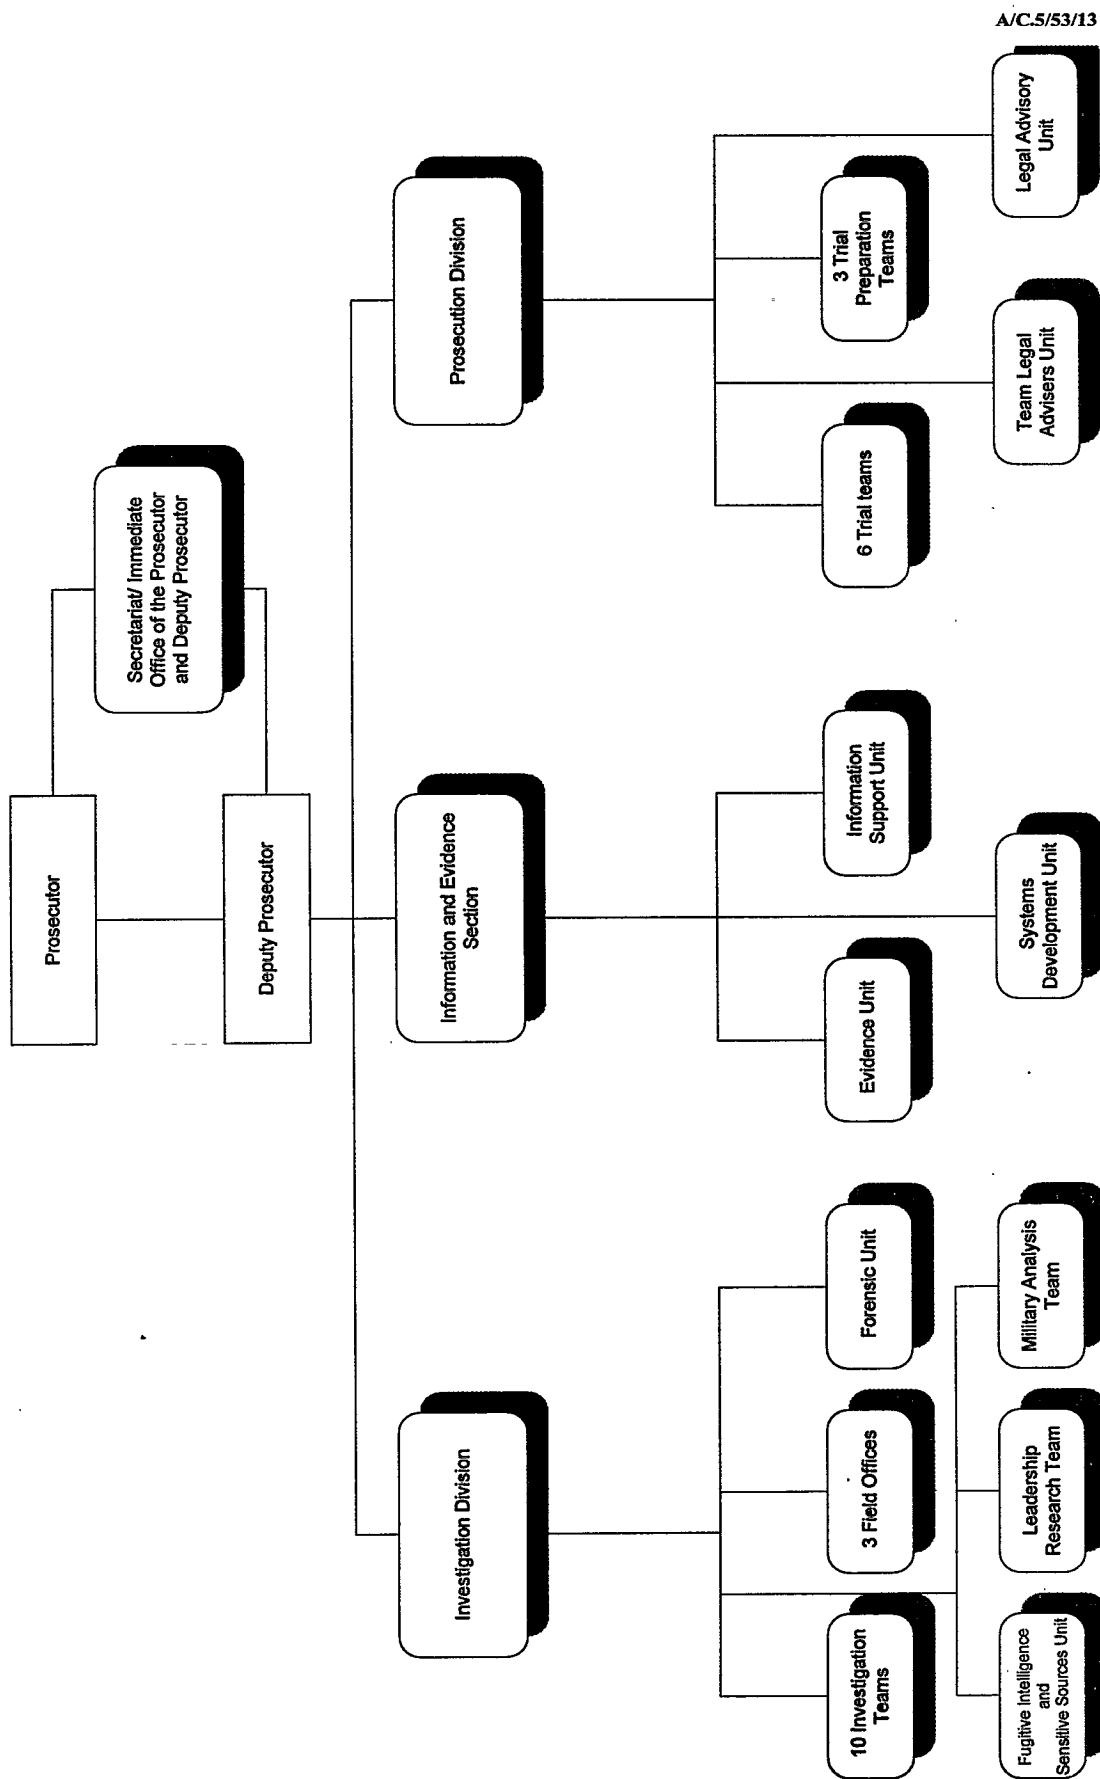 A/C.5/53/13
Prosecutor
Secretariat/ Immediate
Office of the Prosecutor
and Deputy Prosecutor
Deputy Prosecutor
Investigation Division
Information and Evidence
Section
Prosecution Division
10 Investigation
Teams
3 Field Offices
Forensic Unit
Fugitive Intelligence
and
Sensitive Sources Unit
Leadership
Research Team
Military Analysis
Team
Evidence Unit
Information
Support Unit
Systems
Development Unit
6 Trial teams
3 Trial
Preparation
Teams
Team Legal
Advisers Unit
Legal Advisory
Unit